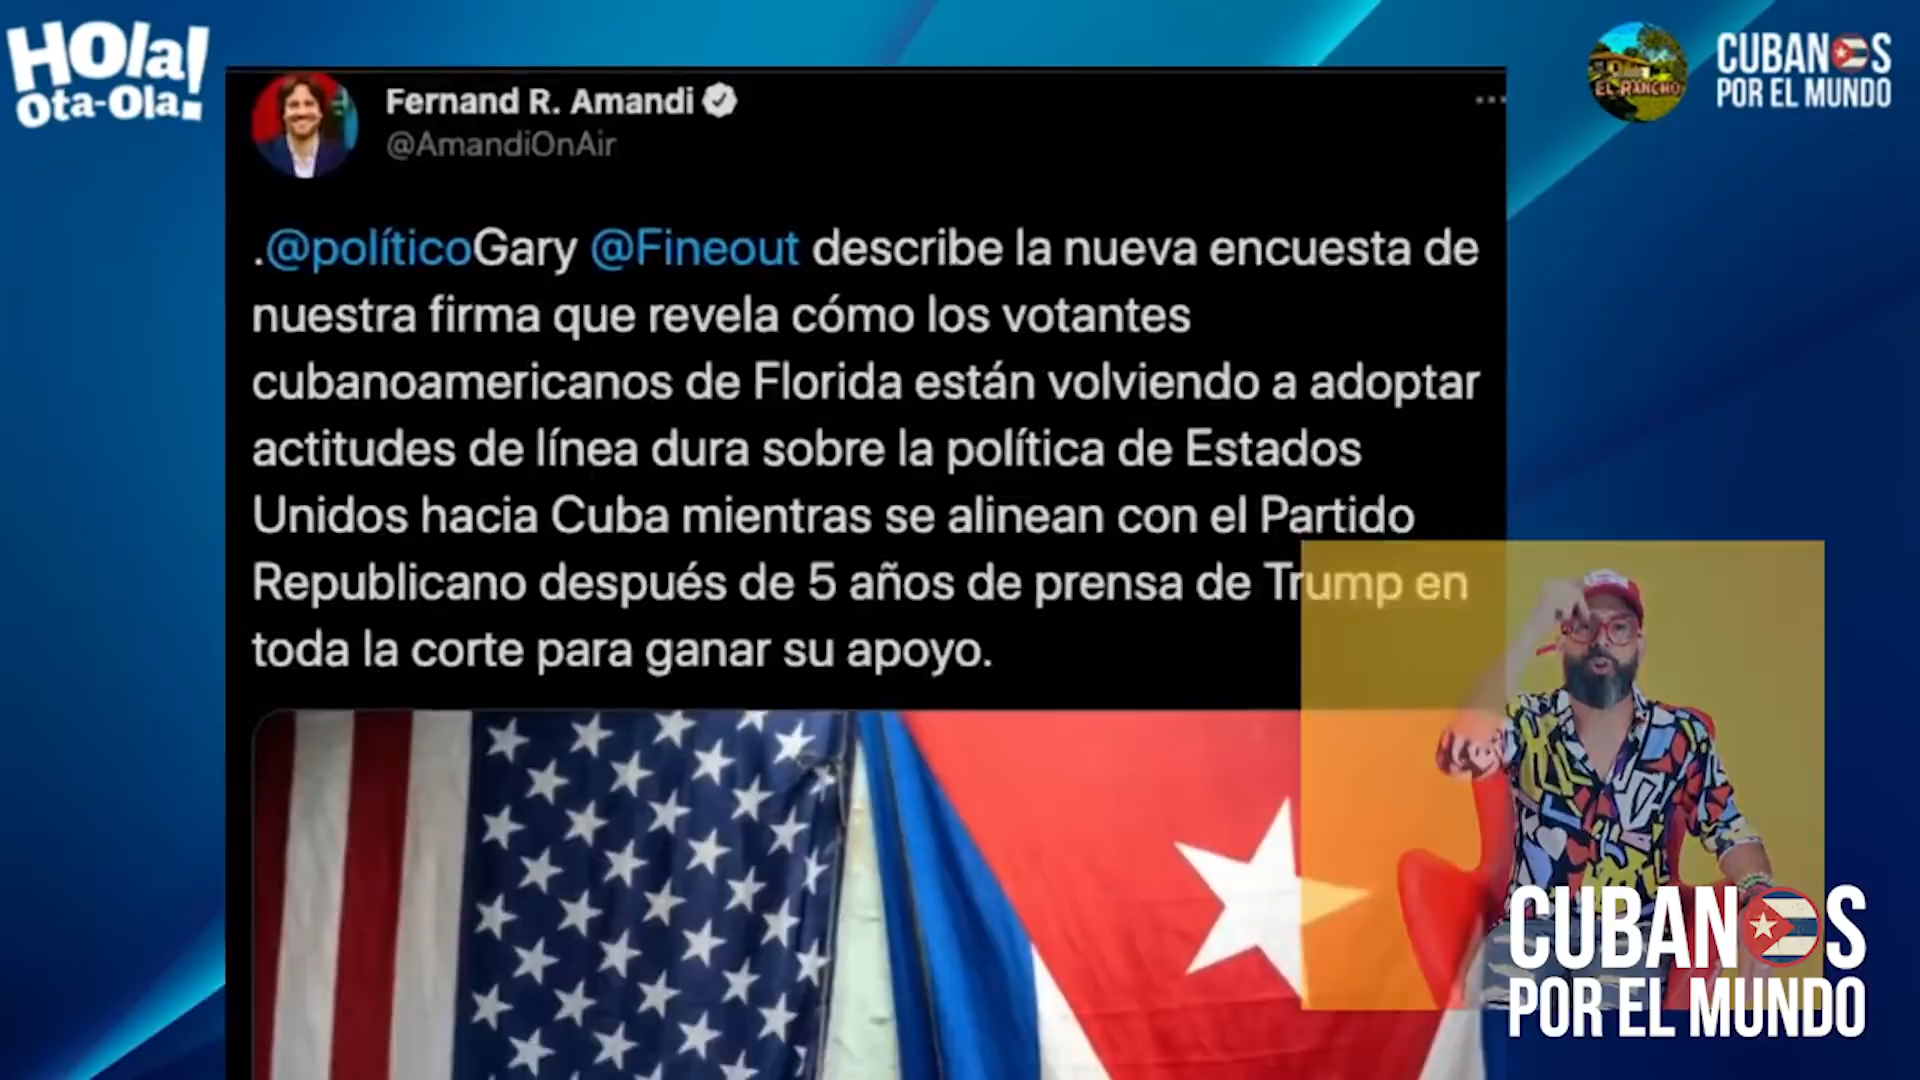 HOla!
Ota-Ola!
EL RANCHO
CUBANOS
POR EL MUNDO
Fernand R. Amandi
@AmandiOnAir
.@políticoGary @Fineout describe la nueva encuesta de
nuestra firma que revela cómo los votantes
cubanoamericanos de Florida están volviendo a adoptar
actitudes de línea dura sobre la política de Estados
Unidos hacia Cuba mientras se alinean con el Partido
Republicano después de 5 años de prensa de Trump en
toda la corte para ganar su apoyo.
CUBANOS
POR EL MUNDO